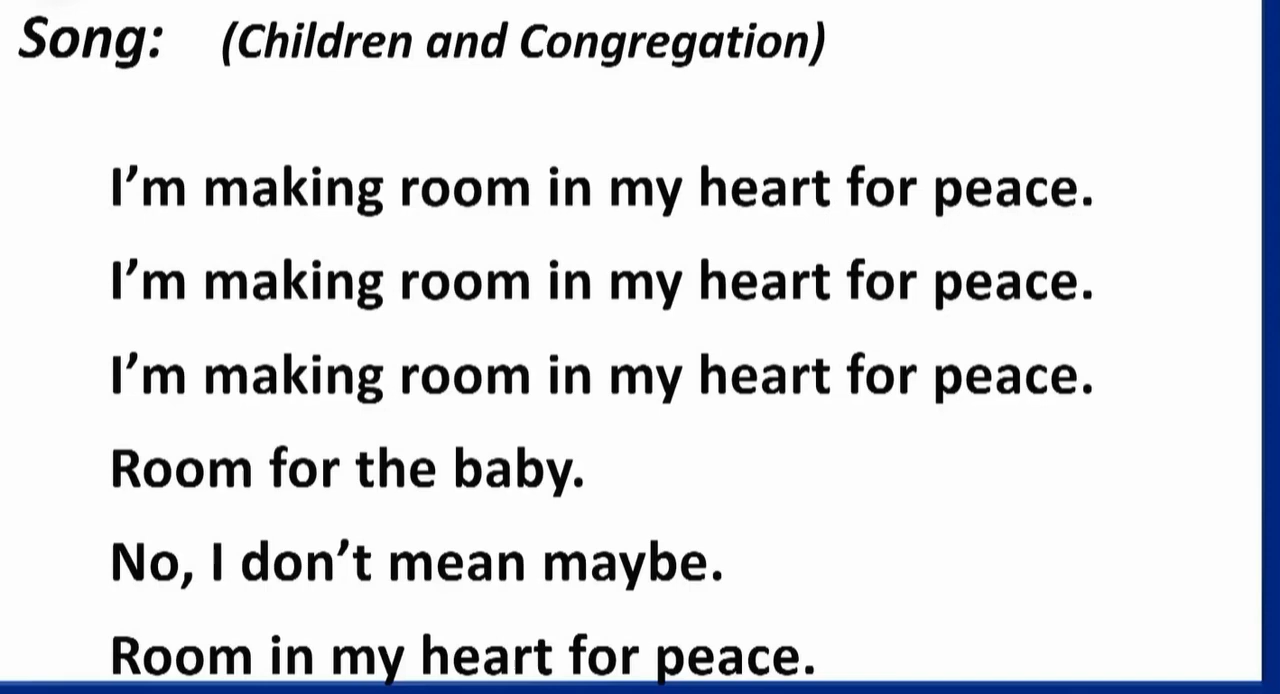 Song: (Children and Congregation)
I’m making room in my heart for peace.
I’m making room in my heart for peace.
I’m making room in my heart for peace.
Room for the baby.
No, I don’t mean maybe.
Room in my heart for peace.